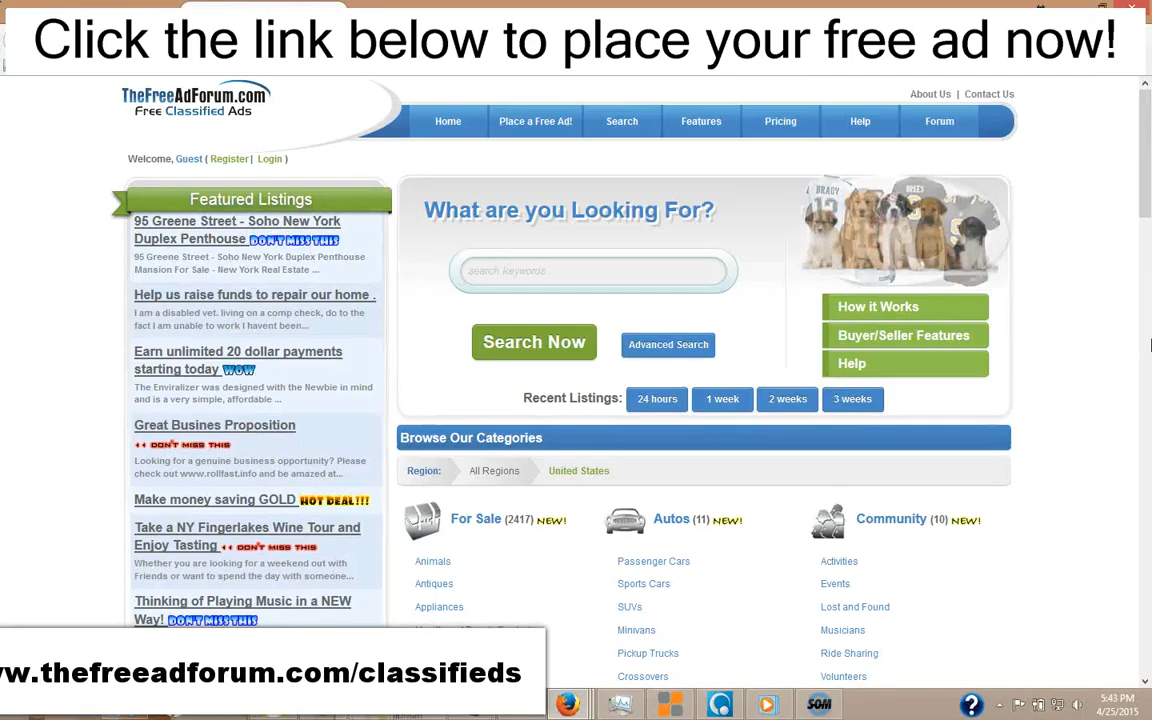 Click the link below to place your free ad now!
TheFreeAdForum.com
Free Classified Ads
About Us | Contact Us
Home
Place a Free Ad!
Search
Features
Pricing
Help
Forum
Welcome, Guest ( Register | Login )
Featured Listings
95 Greene Street - Soho New York
Duplex Penthouse DON'T MISS THIS
95 Greene Street - Soho New York Duplex Penthouse
Mansion For Sale - New York Real Estate ...
Help us raise funds to repair our home .
I am a disabled vet. living on a comp check, do to the
fact I am unable to work I havent been...
Earn unlimited 20 dollar payments
starting today WOW
The Enviralizer was designed with the Newbie in mind
and is a very simple, affordable ...
Great Busines Proposition
DON'T MISS THIS
Looking for a genuine business opportunity? Please
check out www.rollfast.info and be amazed at...
Make money saving GOLD HOT DEAL!!!
Take a NY Fingerlakes Wine Tour and
Enjoy Tasting DON'T MISS THIS
Whether you are looking for a weekend out with
Friends or want to spend the day with someone...
Thinking of Playing Music in a NEW
Way! DON'T MISS THIS
What are you Looking For?
search keywords...
Search Now
Advanced Search
BRADY
12
BREES
How it Works
Buyer/Seller Features
Help
Recent Listings:
24 hours
1 week
2 weeks
3 weeks
Browse Our Categories
Region:
All Regions
United States
For Sale (2417) NEW!
Animals
Antiques
Appliances
Autos (11) NEW!
Passenger Cars
Sports Cars
SUVs
Minivans
Pickup Trucks
Crossovers
Community (10) NEW!
Activities
Events
Lost and Found
Musicians
Ride Sharing
Volunteers
w.thefreeadforum.com/classifieds
SOM
5:43 PM
4/25/2015